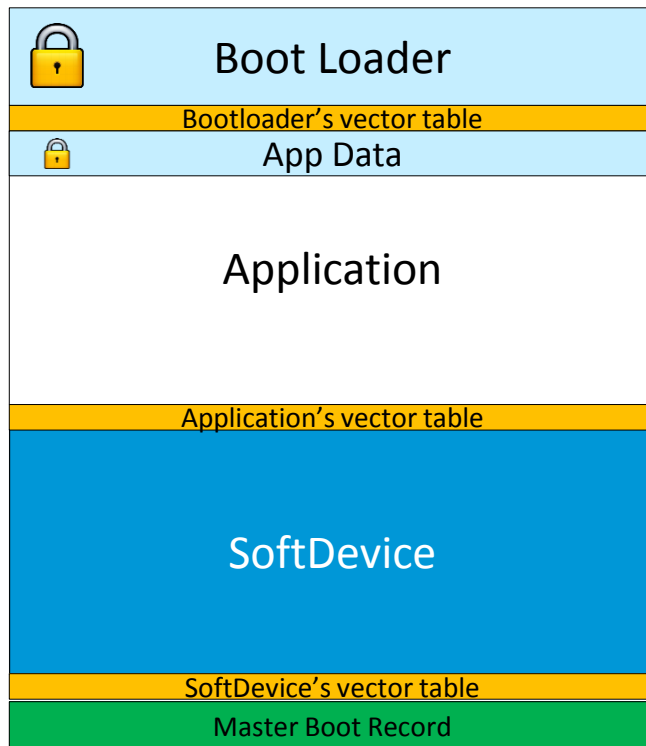 Boot Loader
Bootloader's vector table
App Data
Application
Application's vector table
SoftDevice
SoftDevice's vector table
Master Boot Record